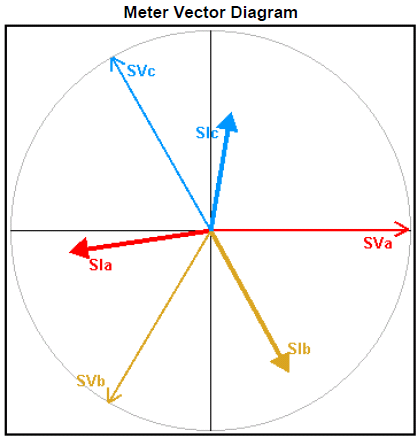 Meter Vector Diagram
SVc
SIc
SVa
SIa
SIb
SVb